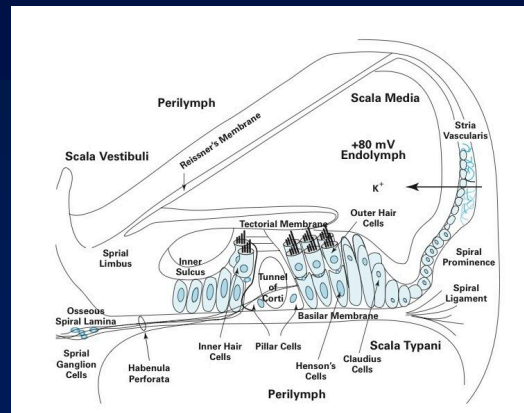 Perilymph
Scala Media
Reissner's Membrane
Stria
Vascularis
+80 mV
Endolymph
Scala Vestibuli
K+
Outer Hair
Cells
Tectorial Membrane
Sprial
Limbus
Inner
Sulcus
Tunnel
of
Corti
Spiral
Prominence
Spiral
Ligament
Osseous
Spiral Lamina
Basilar Membrane
Sprial
Ganglion
Cells
Habenula
Perforata
Inner Hair
Cells
Pillar Cells
Henson's
Cells
Claudius
Cells
Scala Typani
Perilymph